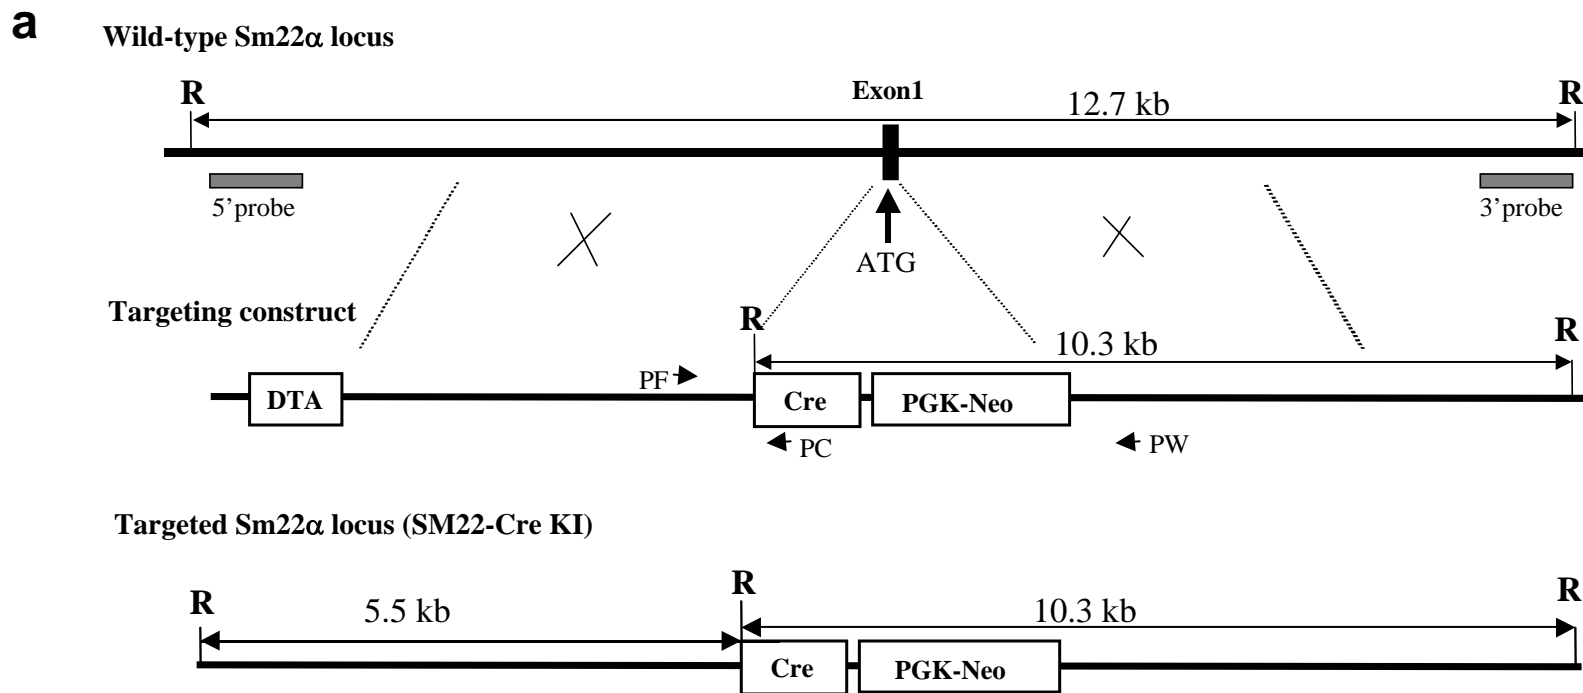 a
Wild-type Sm22α locus
R Exon1 12.7 kb R
5’probe 3’probe
ATG
Targeting construct
R 10.3 kb R
PF
DTA Cre PGK-Neo
PC PW
Targeted Sm22α locus (SM22-Cre KI)
R 5.5 kb R 10.3 kb R
Cre PGK-Neo